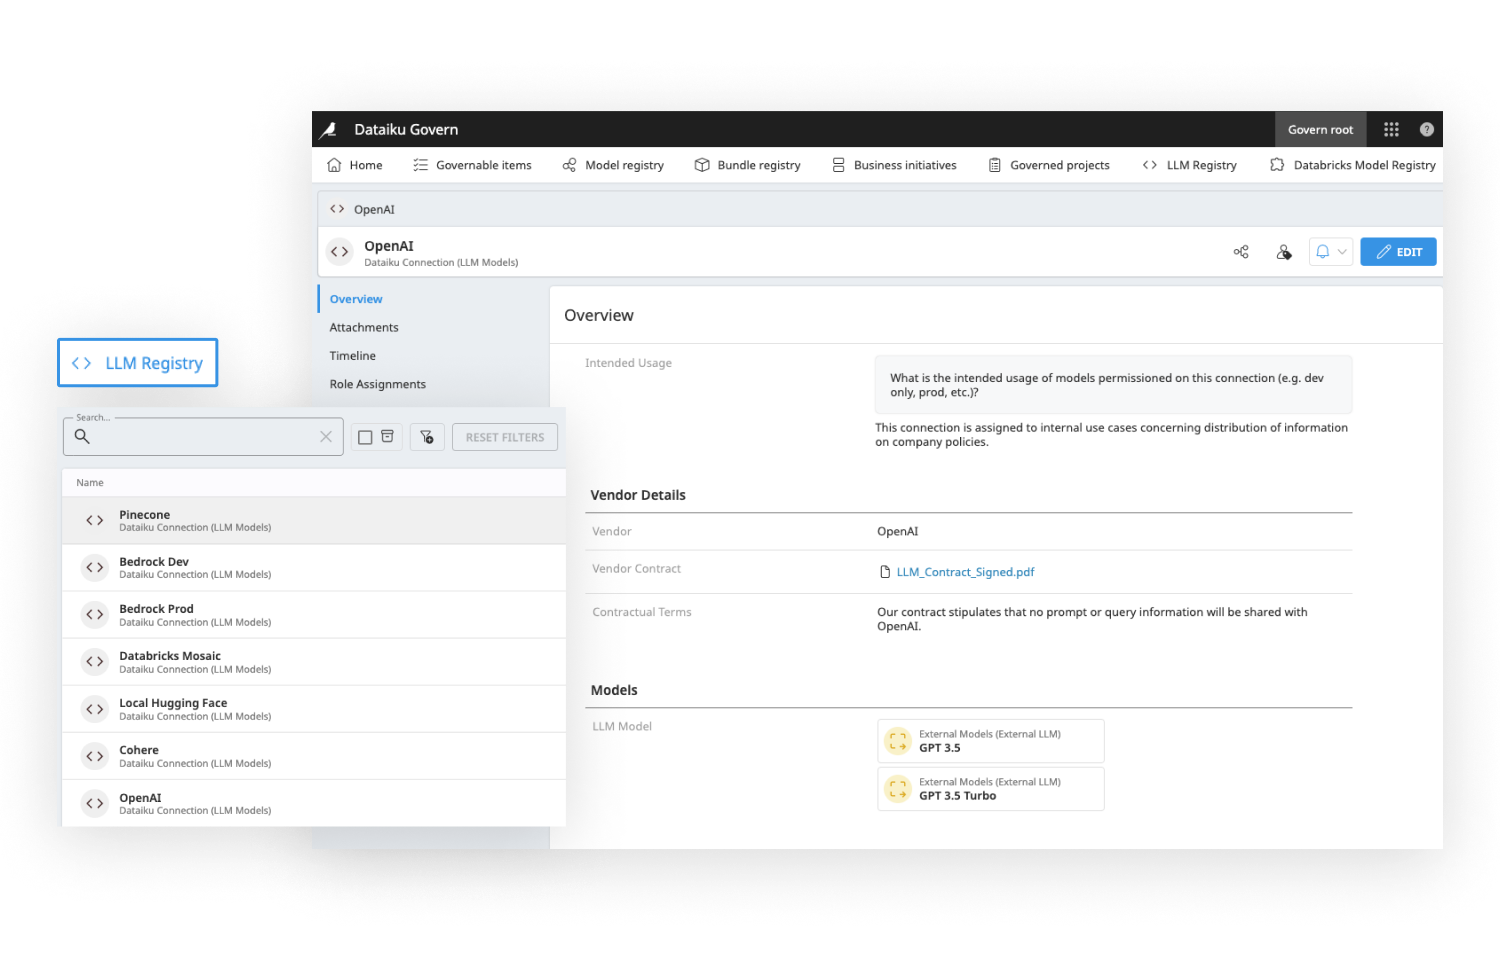 Dataiku Govern
Govern root
?
Home
Governable items
Model registry
Bundle registry
Business initiatives
Governed projects
LLM Registry
Databricks Model Registry
OpenAI
OpenAI
Dataiku Connection (LLM Models)
EDIT
Overview
Attachments
Timeline
Role Assignments
Overview
Intended Usage
What is the intended usage of models permissioned on this connection (e.g. dev
only, prod, etc.)?
This connection is assigned to internal use cases concerning distribution of information
on company policies.
Vendor Details
Vendor
OpenAI
Vendor Contract
LLM_Contract_Signed.pdf
Contractual Terms
Our contract stipulates that no prompt or query information will be shared with
OpenAI.
Models
LLM Model
External Models (External LLM)
GPT 3.5
External Models (External LLM)
GPT 3.5 Turbo
LLM Registry
Search...
RESET FILTERS
Name
Pinecone
Dataiku Connection (LLM Models)
Bedrock Dev
Dataiku Connection (LLM Models)
Bedrock Prod
Dataiku Connection (LLM Models)
Databricks Mosaic
Dataiku Connection (LLM Models)
Local Hugging Face
Dataiku Connection (LLM Models)
Cohere
Dataiku Connection (LLM Models)
OpenAI
Dataiku Connection (LLM Models)